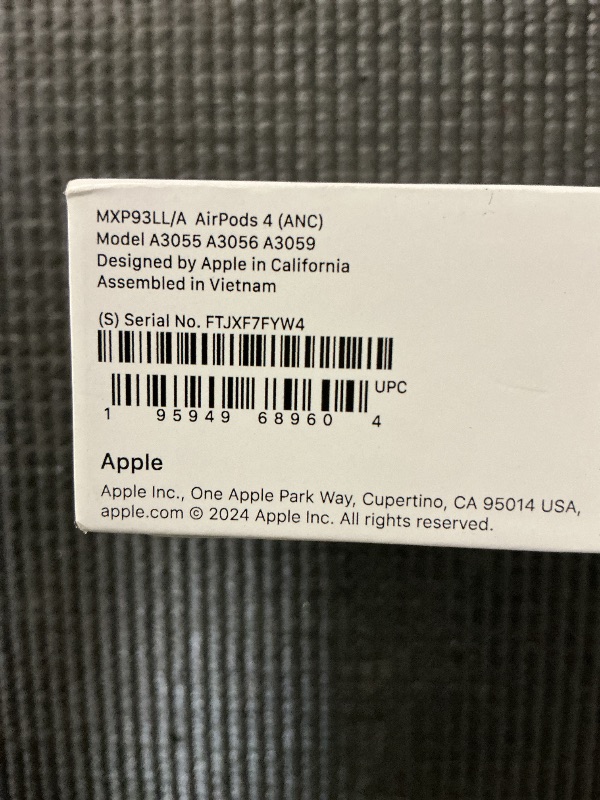 MXP93LL/A AirPods 4 (ANC)
Model A3055 A3056 A3059
Designed by Apple in California
Assembled in Vietnam
(S) Serial No. FTJXF7FYW4
UPC
1 95949 68960 4
Apple
Apple Inc., One Apple Park Way, Cupertino, CA 95014 USA,
apple.com © 2024 Apple Inc. All rights reserved.